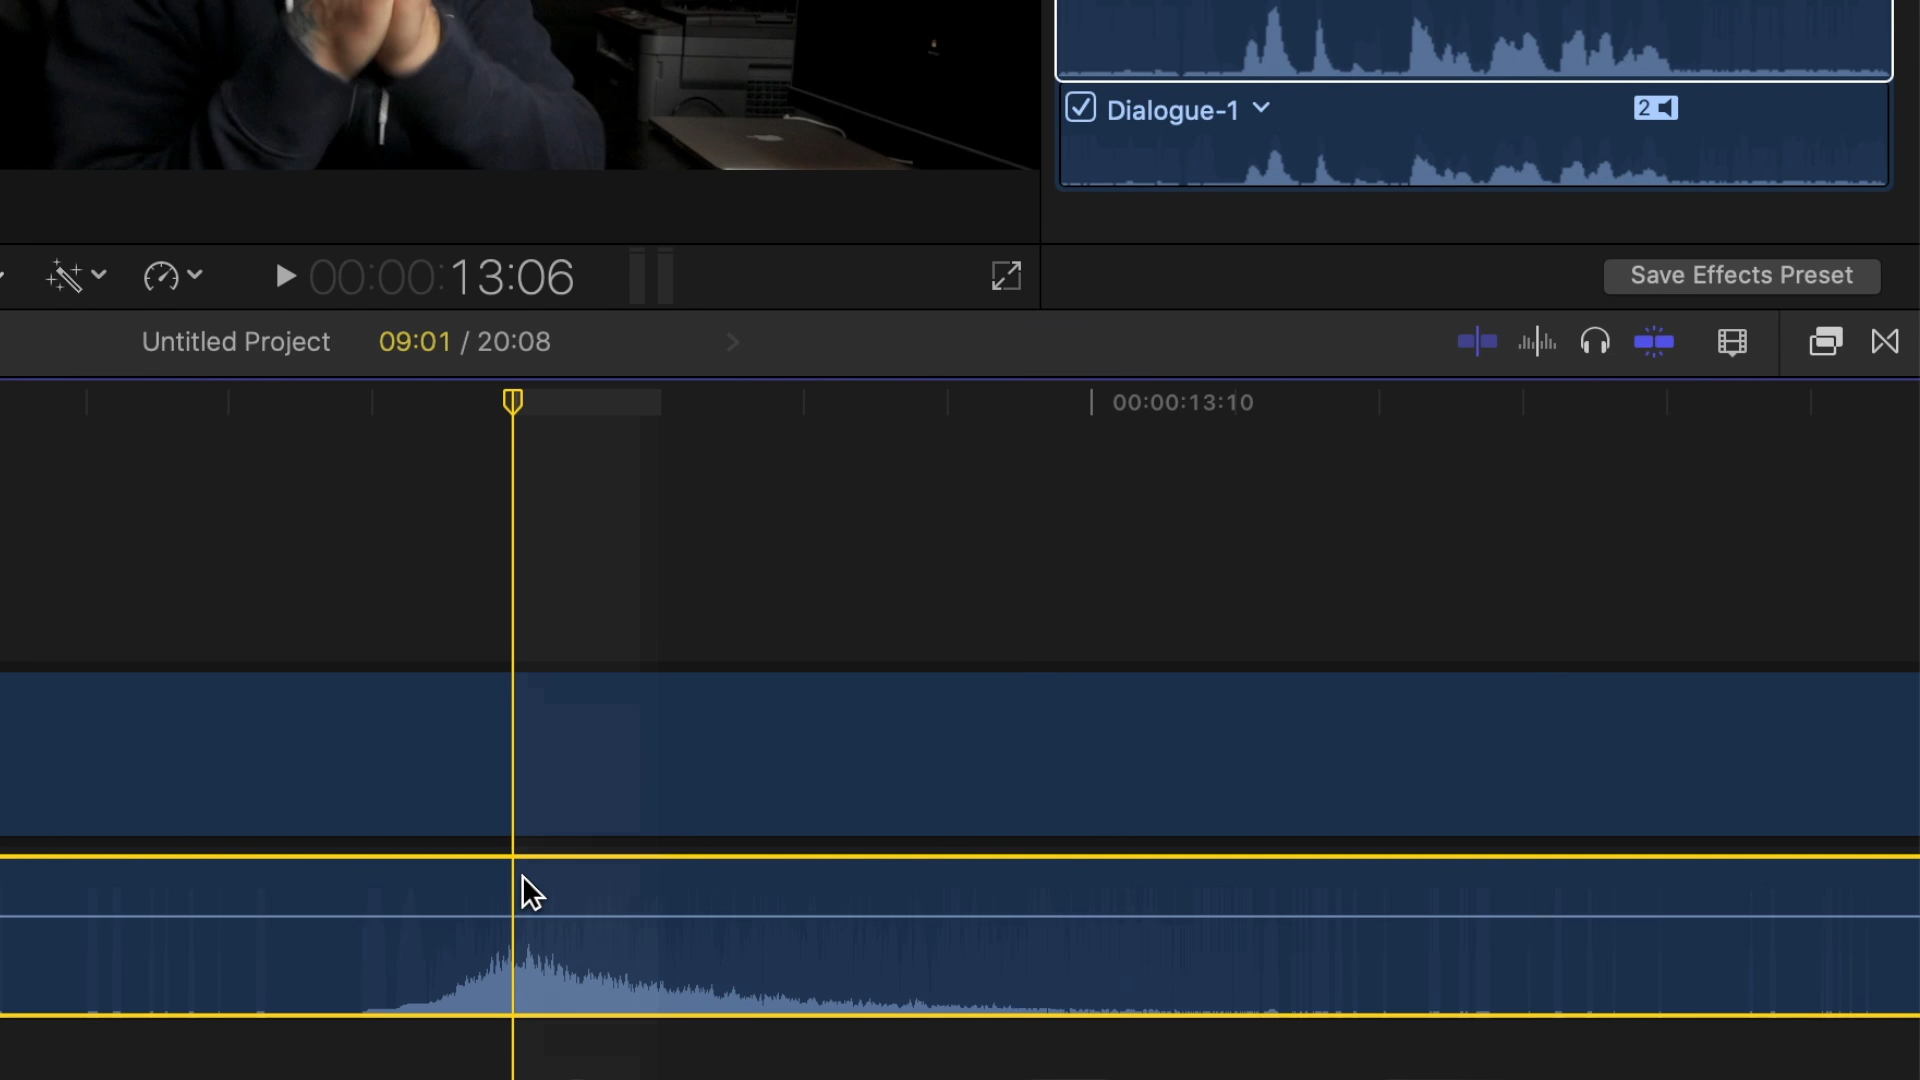 Dialogue-1
2
00:00:13:06
Save Effects Preset
Untitled Project
09:01 / 20:08
00:00:13:10